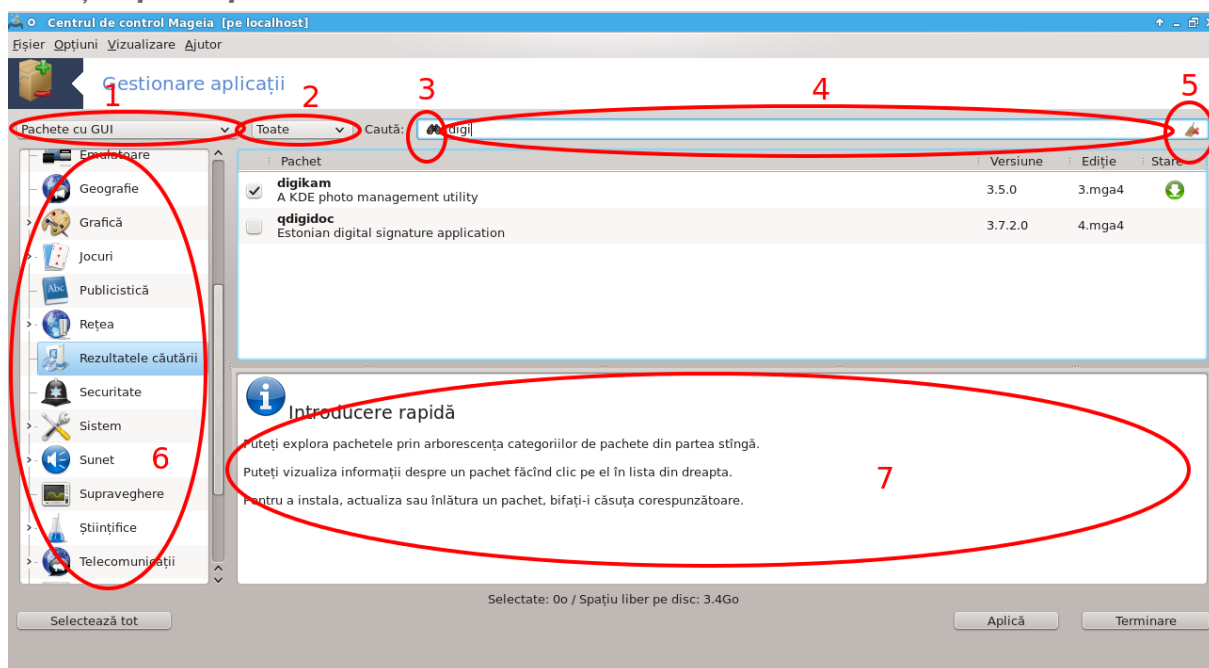 Centrul de control Mageia [pe localhost]
Fișier Opțiuni Vizualizare Ajutor
Gestionare aplicații
1 2 3 4 5
Pachete cu GUI Toate Caută: digi
Emulatoare
Geografie
Grafică
Jocuri
Publicistică
Rețea
Rezultatele căutării
Securitate
Sistem
Sunet
Supraveghere
Științifice
Telecomunicații
6
Pachet Versiune Ediție Stare
digikam
A KDE photo management utility
3.5.0 3.mga4
qdigidoc
Estonian digital signature application
3.7.2.0 4.mga4
Introducere rapidă
Puteți explora pachetele prin arborescența categoriilor de pachete din partea stîngă.
Puteți vizualiza informații despre un pachet făcînd clic pe el în lista din dreapta.
Pentru a instala, actualiza sau înlătura un pachet, bifați-i căsuța corespunzătoare.
7
Selectate: 0o / Spațiu liber pe disc: 3.4Go
Selectează tot Aplică Terminare